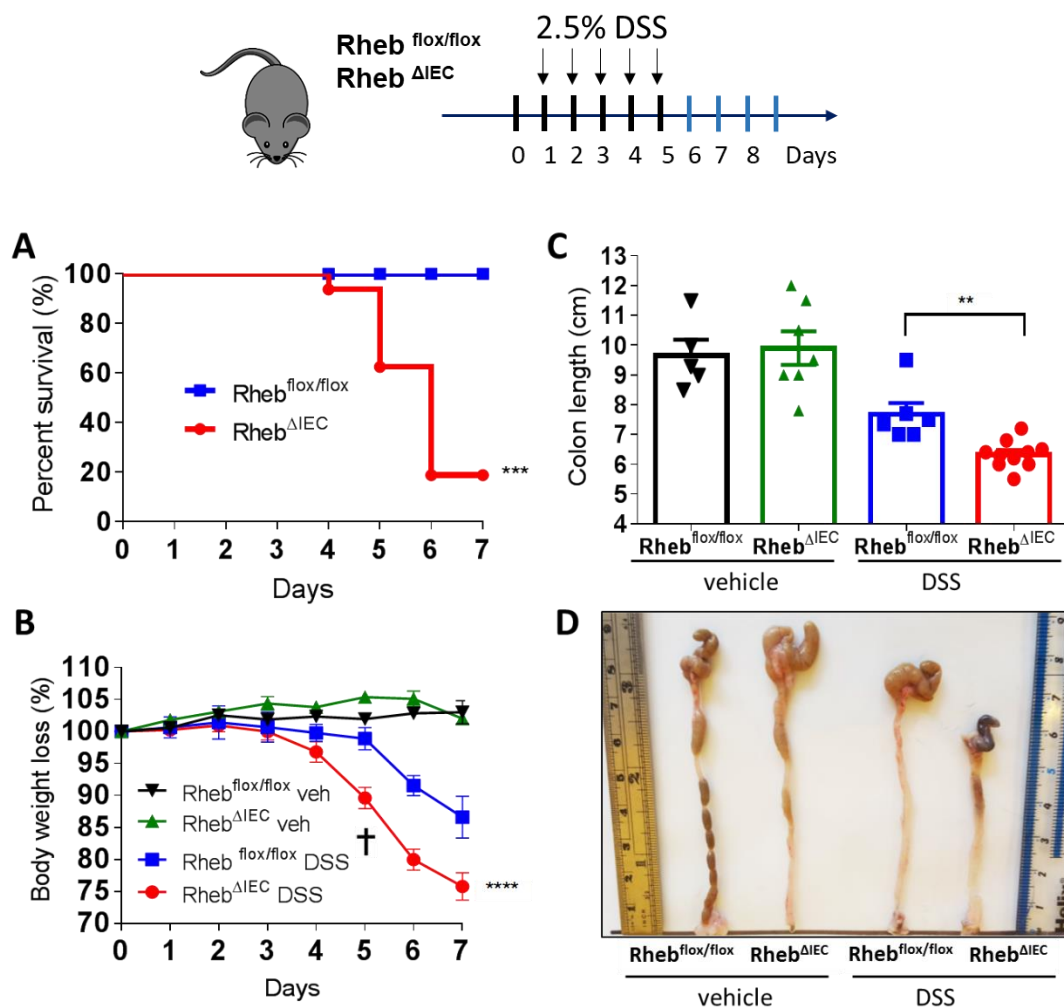 Rheb flox/flox
Rheb ΔIEC
2.5% DSS
0 1 2 3 4 5 6 7 8 Days
A
Percent survival (%)
100
80
60
40
20
0
Rheb flox/flox
Rheb ΔIEC
***
0 1 2 3 4 5 6 7
Days
C
Colon length (cm)
13
12
11
10
9
8
7
6
5
4
**
Rheb flox/flox Rheb ΔIEC Rheb flox/flox Rheb ΔIEC
vehicle DSS
B
Body weight loss (%)
110
105
100
95
90
85
80
75
70
Rheb flox/flox veh
Rheb ΔIEC veh
Rheb flox/flox DSS
Rheb ΔIEC DSS
†
****
0 1 2 3 4 5 6 7
Days
D
Rheb flox/flox Rheb ΔIEC Rheb flox/flox Rheb ΔIEC
vehicle DSS